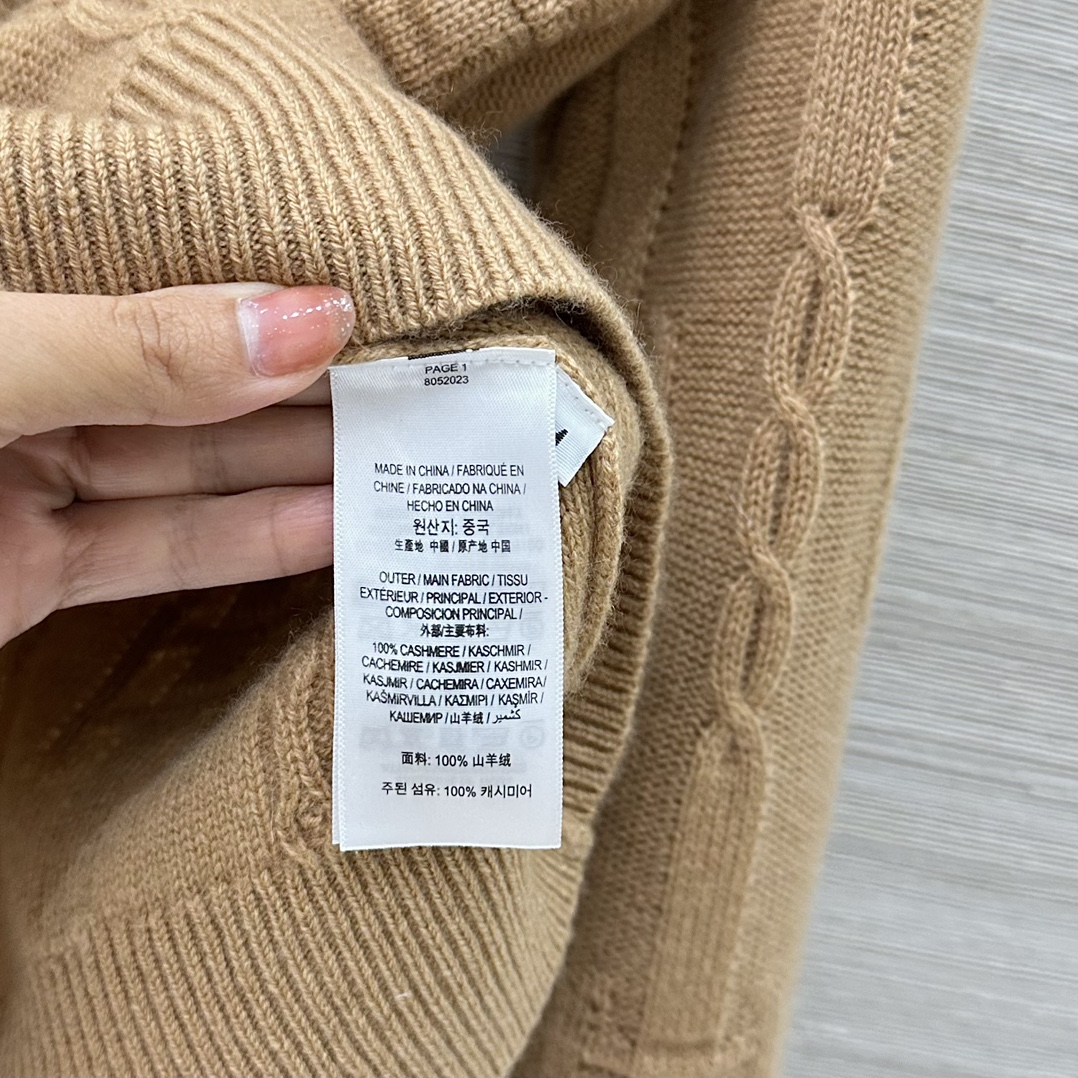 PAGE 1
8052023
MADE IN CHINA / FABRIQUÉ EN
CHINE / FABRICADO NA CHINA /
HECHO EN CHINA
원산지: 중국
生產地 中國 / 原产地 中国
OUTER / MAIN FABRIC / TISSU
EXTÉRIEUR / PRINCIPAL / EXTERIOR -
COMPOSICION PRINCIPAL /
外部/主要布料:
100% CASHMERE / KASCHMIR /
CACHEMIRE / KASJMIER / KASHMIR /
KASJMIR / CACHEMIRA / CAXEMIRA /
KAŠMIRVILLA / ΚΑΣΜΙΡΙ / KAŞMİR /
КАШЕМИР / 山羊绒 / كشمير
面料: 100% 山羊绒
주된 섬유: 100% 캐시미어